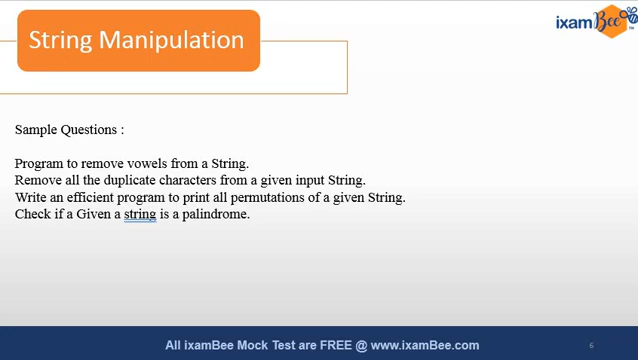 String Manipulation
ixamBee
Sample Questions :
Program to remove vowels from a String.
Remove all the duplicate characters from a given input String.
Write an efficient program to print all permutations of a given String.
Check if a Given a string is a palindrome.
All ixamBee Mock Test are FREE @ www.ixamBee.com
6